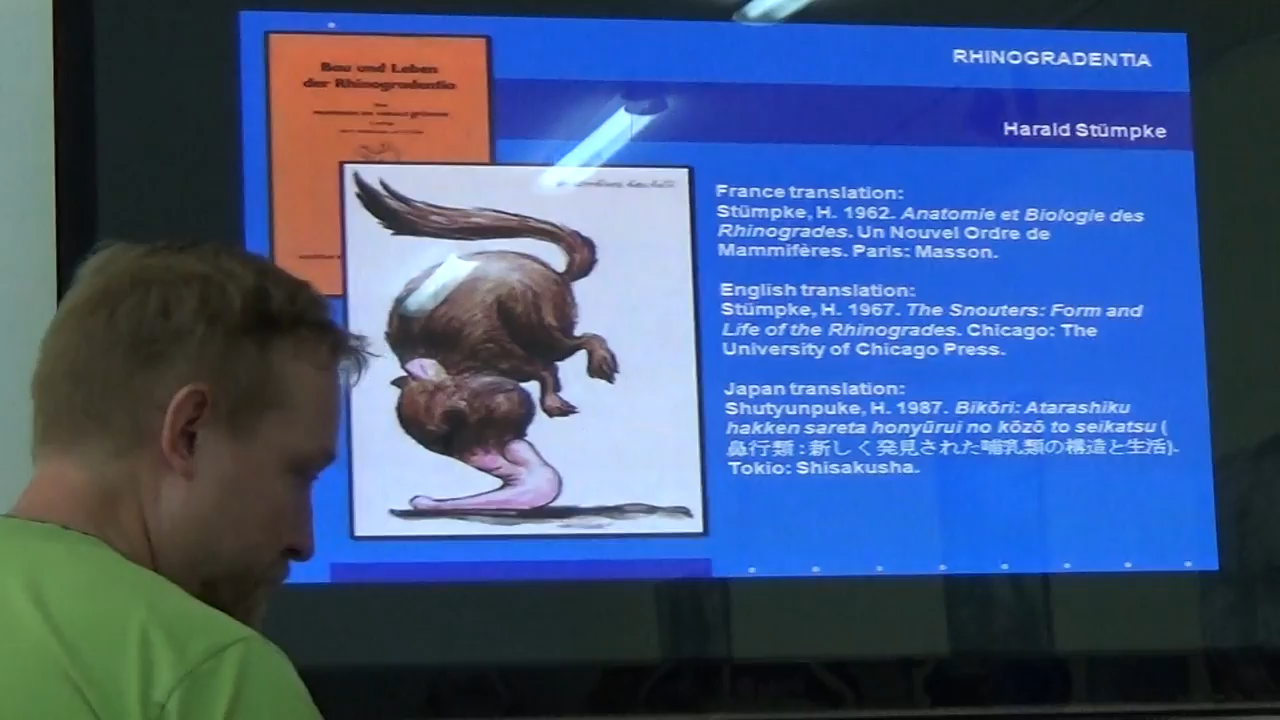 RHINOGRADENTIA
Harald Stümpke
Bau und Leben
der Rhinogradentia
France translation:
Stümpke, H. 1962. Anatomie et Biologie des
Rhinogrades. Un Nouvel Ordre de
Mammifères. Paris: Masson.
English translation:
Stümpke, H. 1967. The Snouters: Form and
Life of the Rhinogrades. Chicago: The
University of Chicago Press.
Japan translation:
Shutyunpuke, H. 1987. Bikōri: Atarashiku
hakken sareta honyūrui no kōzō to seikatsu (
鼻行類 : 新しく発見された哺乳類の構造と生活).
Tokio: Shisakusha.